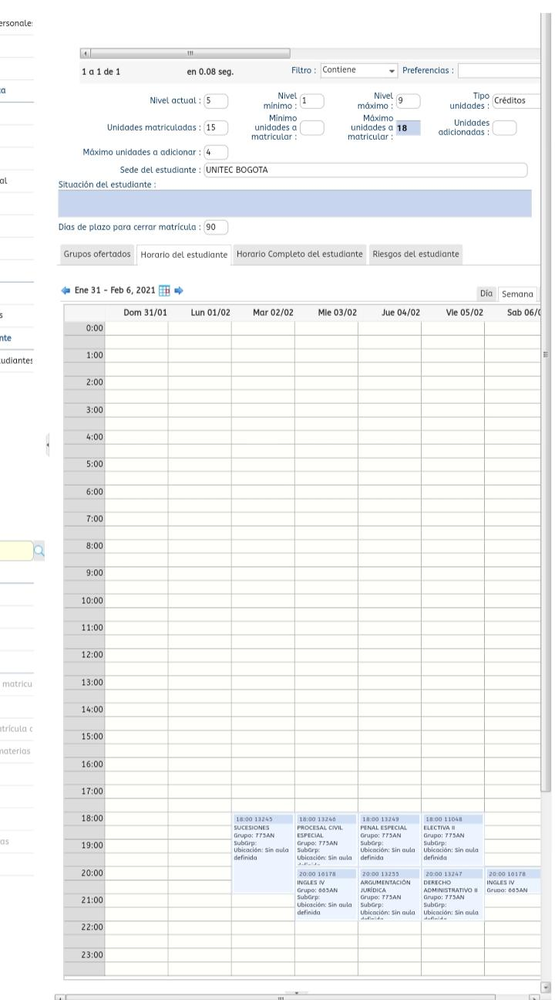 1 a 1 de 1 en 0.08 seg. Filtro : Contiene Preferencias :
Nivel actual : 5 Nivel mínimo : 1 Nivel máximo : 9 Tipo unidades : Créditos
Unidades matriculadas : 15 Mínimo unidades a matricular : Máximo unidades a matricular : 18 Unidades adicionadas :
Máximo unidades a adicionar : 4
Sede del estudiante : UNITEC BOGOTA
Situación del estudiante :
Días de plazo para cerrar matrícula : 90
Grupos ofertados Horario del estudiante Horario Completo del estudiante Riesgos del estudiante
Ene 31 - Feb 6, 2021 Día Semana
Dom 31/01 Lun 01/02 Mar 02/02 Mie 03/02 Jue 04/02 Vie 05/02 Sab 06/0
0:00
1:00
2:00
3:00
4:00
5:00
6:00
7:00
8:00
9:00
10:00
11:00
12:00
13:00
14:00
15:00
16:00
17:00
18:00
19:00
20:00
21:00
22:00
23:00
18:00 13245
SUCESIONES
Grupo: 775AN
SubGrp:
Ubicación: Sin aula
definida
18:00 13246
PROCESAL CIVIL
ESPECIAL
Grupo: 775AN
SubGrp:
Ubicación: Sin aula
definida
18:00 13249
PENAL ESPECIAL
Grupo: 775AN
SubGrp:
Ubicación: Sin aula
definida
18:00 11048
ELECTIVA II
Grupo: 775AN
SubGrp:
Ubicación: Sin aula
definida
20:00 16178
INGLES IV
Grupo: 665AN
SubGrp:
Ubicación: Sin aula
definida
20:00 13255
ARGUMENTACIÓN
JURÍDICA
Grupo: 775AN
SubGrp:
Ubicación: Sin aula
definida
20:00 13247
DERECHO
ADMINISTRATIVO II
Grupo: 775AN
SubGrp:
Ubicación: Sin aula
definida
20:00 16178
INGLES IV
Grupo: 665AN
ersonale:
ca
al
s
nte
tudiantes
matricu
atrícula c
materias
as